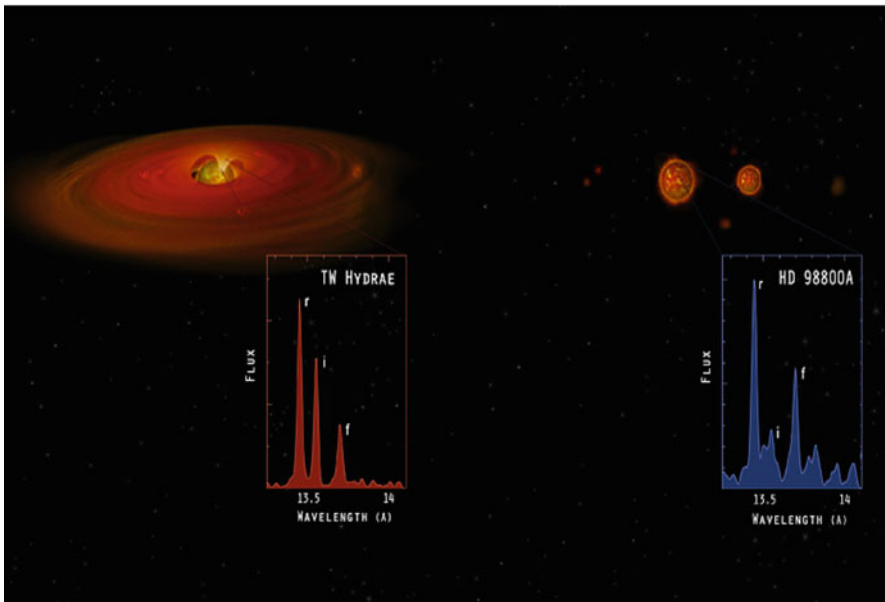 TW HYDRAE
r
i
f
FLUX
13.5 14
WAVELENGTH (A)
HD 98800A
r
i
f
FLUX
13.5 14
WAVELENGTH (A)